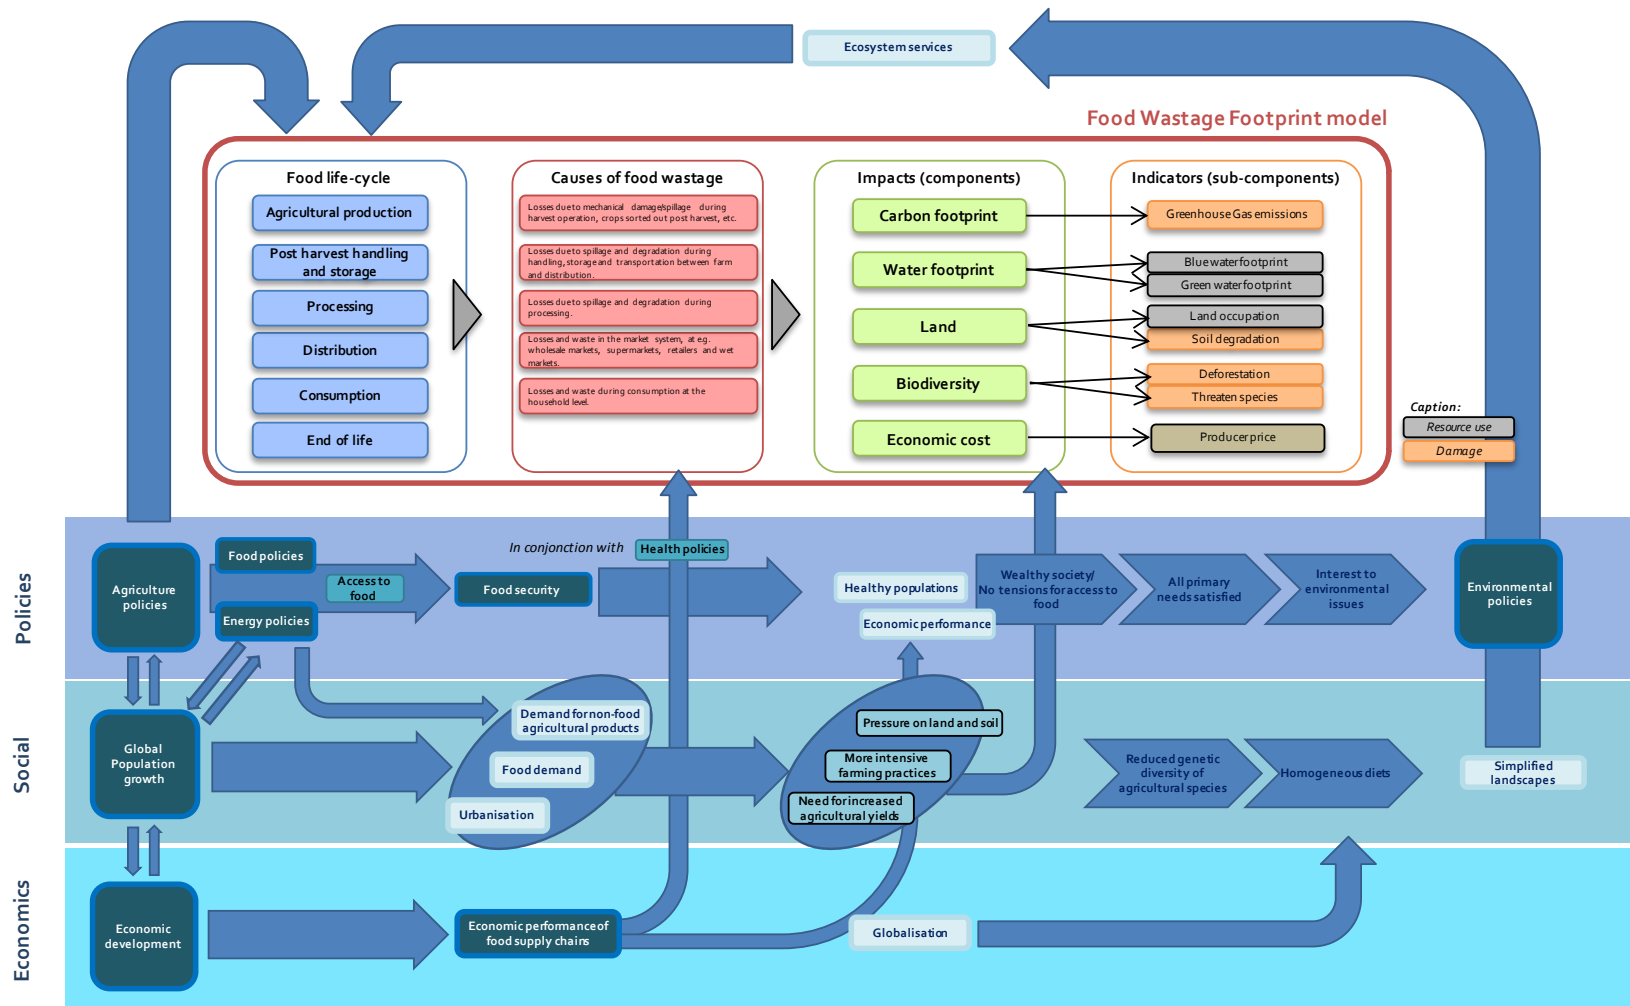 Ecosystem services
Food Wastage Footprint model
Food life-cycle
Agricultural production
Post harvest handling
and storage
Processing
Distribution
Consumption
End of life
Causes of food wastage
Losses due to mechanical damage/spillage during
harvest operation, crops sorted out post harvest, etc.
Losses due to spillage and degradation during
handling, storage and transportation between farm
and distribution.
Losses due to spillage and degradation during
processing.
Losses and waste in the market system, at e.g.
wholesale markets, supermarkets, retailers and wet
markets.
Losses and waste during consumption at the
household level.
Impacts (components)
Carbon footprint
Water footprint
Land
Biodiversity
Economic cost
Indicators (sub-components)
Greenhouse Gas emissions
Blue water footprint
Green water footprint
Land occupation
Soil degradation
Deforestation
Threaten species
Producer price
Caption:
Resource use
Damage
Policies
Agriculture
policies
Food policies
Access to
food
Energy policies
Food security
In conjonction with
Health policies
Healthy populations
Economic performance
Wealthy society/
No tensions for access to
food
All primary
needs satisfied
Interest to
environmental
issues
Environmental
policies
Social
Global
Population
growth
Demand for non-food
agricultural products
Food demand
Urbanisation
Pressure on land and soil
More intensive
farming practices
Need for increased
agricultural yields
Reduced genetic
diversity of
agricultural species
Homogeneous diets
Simplified
landscapes
Economics
Economic
development
Economic performance of
food supply chains
Globalisation